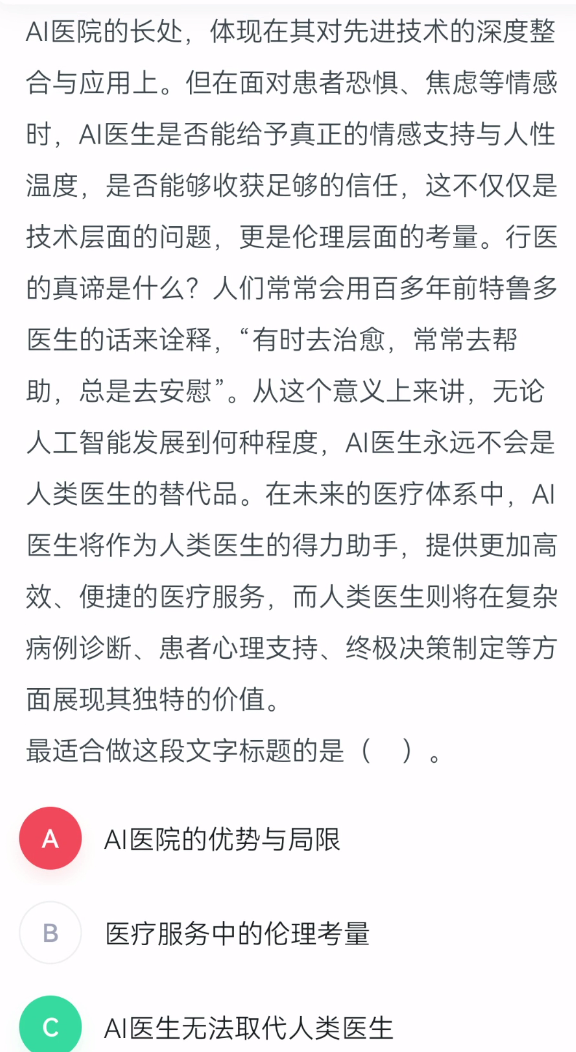 AI医院的长处，体现在其对先进技术的深度整
合与应用上。但在面对患者恐惧、焦虑等情感
时，AI医生是否能给予真正的情感支持与人性
温度，是否能够收获足够的信任，这不仅仅是
技术层面的问题，更是伦理层面的考量。行医
的真谛是什么？人们常常会用百多年前特鲁多
医生的话来诠释，“有时去治愈，常常去帮
助，总是去安慰”。从这个意义上来讲，无论
人工智能发展到何种程度，AI医生永远不会是
人类医生的替代品。在未来的医疗体系中，AI
医生将作为人类医生的得力助手，提供更加高
效、便捷的医疗服务，而人类医生则将在复杂
病例诊断、患者心理支持、终极决策制定等方
面展现其独特的价值。
最适合做这段文字标题的是（ ）。
A AI医院的优势与局限
B 医疗服务中的伦理考量
C AI医生无法取代人类医生